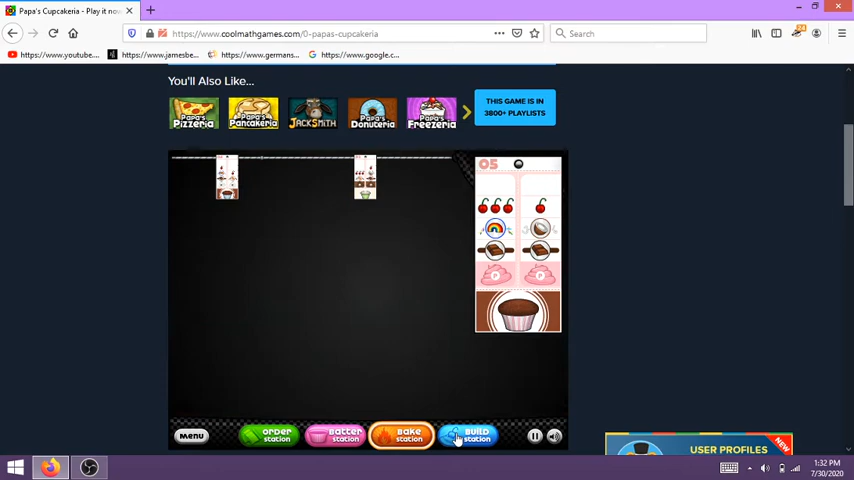 Papa's Cupcakeria - Play it now
https://www.coolmathgames.com/0-papas-cupcakeria
Search
24
https://www.youtube....
https://www.jamesbe...
https://www.germans...
https://www.google.c...
You'll Also Like...
Papa's Pizzeria
Papa's Pancakeria
JACKSMITH
Papa's Donuteria
Papa's Freezeria
THIS GAME IS IN
3800+ PLAYLISTS
05
P
P
MENU
ORDER STATION
BATTER STATION
BAKE STATION
BUILD STATION
NEW
USER PROFILES
1:32 PM
7/30/2020